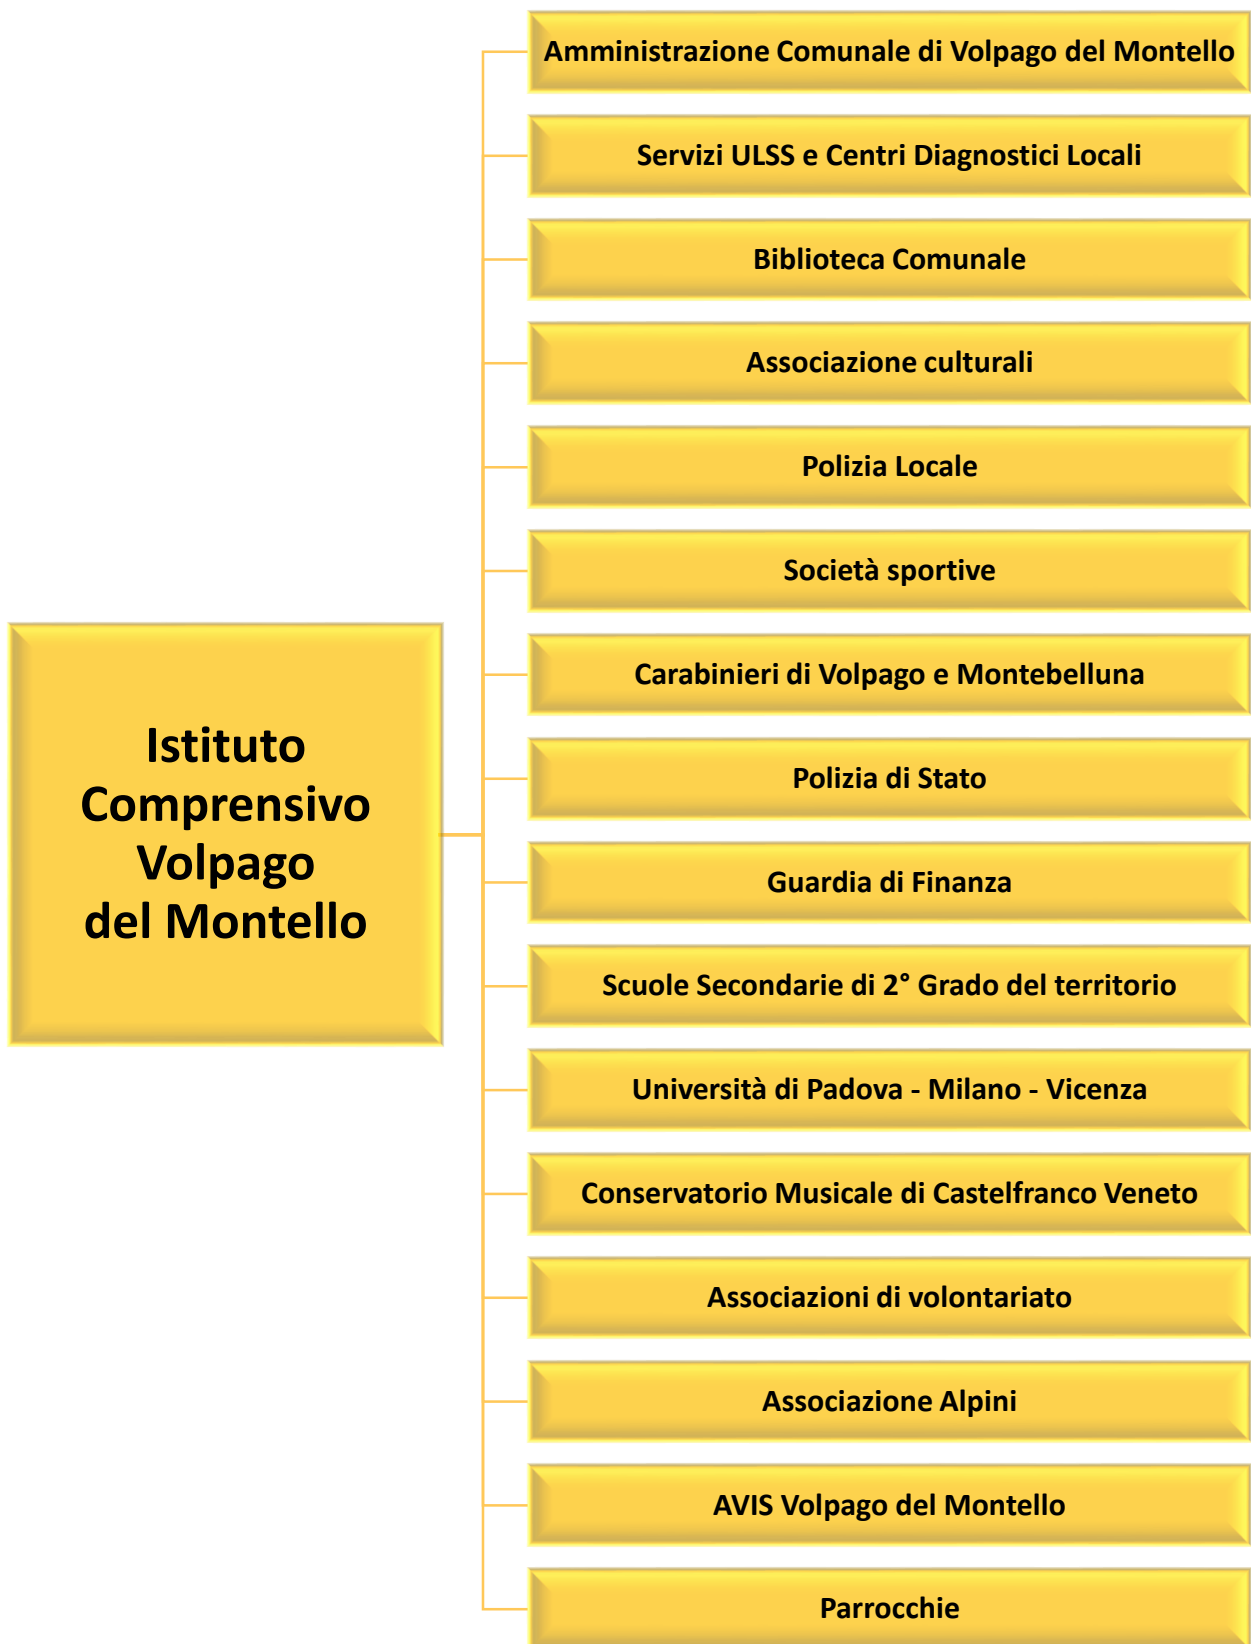 Amministrazione Comunale di Volpago del Montello
Servizi ULSS e Centri Diagnostici Locali
Biblioteca Comunale
Associazione culturali
Polizia Locale
Società sportive
Carabinieri di Volpago e Montebelluna
Istituto
Comprensivo
Volpago
del Montello
Polizia di Stato
Guardia di Finanza
Scuole Secondarie di 2° Grado del territorio
Università di Padova - Milano - Vicenza
Conservatorio Musicale di Castelfranco Veneto
Associazioni di volontariato
Associazione Alpini
AVIS Volpago del Montello
Parrocchie